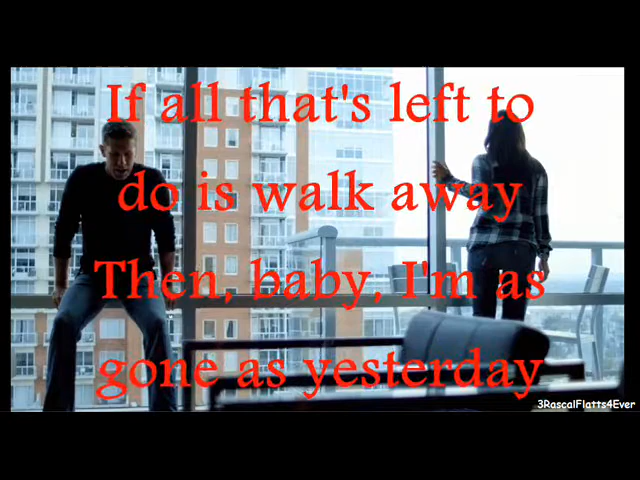 If all that's left to
do is walk away
Then, baby, I'm as
gone as yesterday
3RascalFlatts4Ever